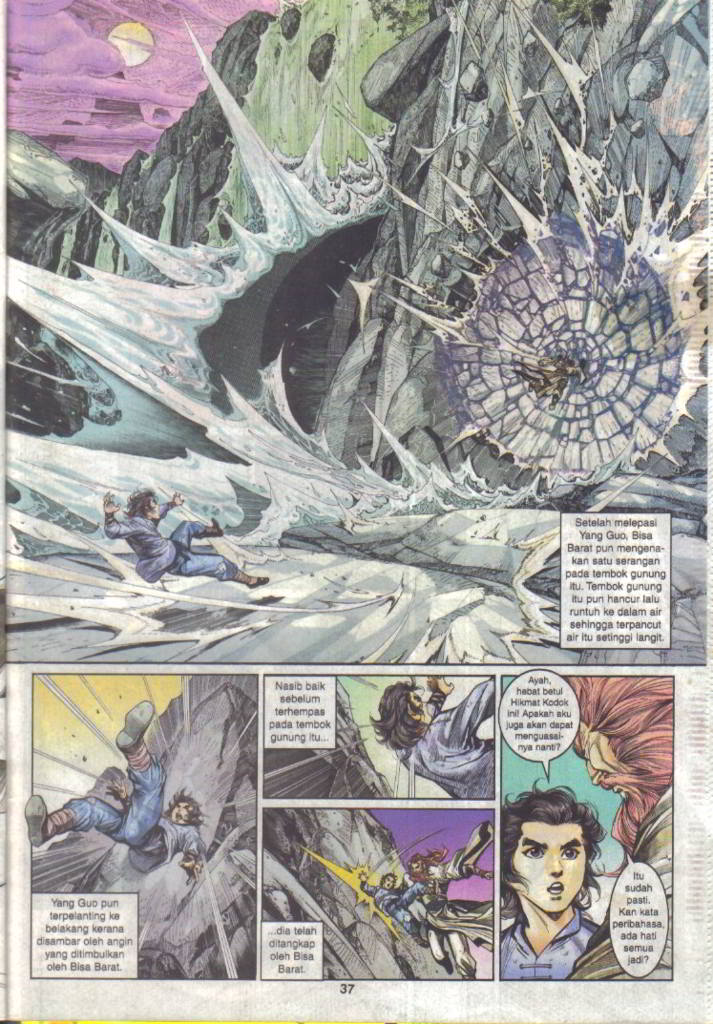 Setelah melepasi
Yang Guo, Bisa
Barat pun mengena-
kan satu serangan
pada tembok gunung
itu. Tembok gunung
itu pun hancur lalu
runtuh ke dalam air
sehingga terpancut
air itu setinggi langit.
Yang Guo pun
terpelanting ke
belakang kerana
disambar oleh angin
yang ditimbulkan
oleh Bisa Barat.
Nasib baik
sebelum
terhempas
pada tembok
gunung itu...
...dia telah
ditangkap
oleh Bisa
Barat.
Ayah,
habat betul
Hikmat Kodok
ini! Apakah aku
juga akan dapat
menguasai-
nya nanti?
Itu
sudah
pasti.
Kan kata
peribahasa,
ada hati
semua
jadi?
37